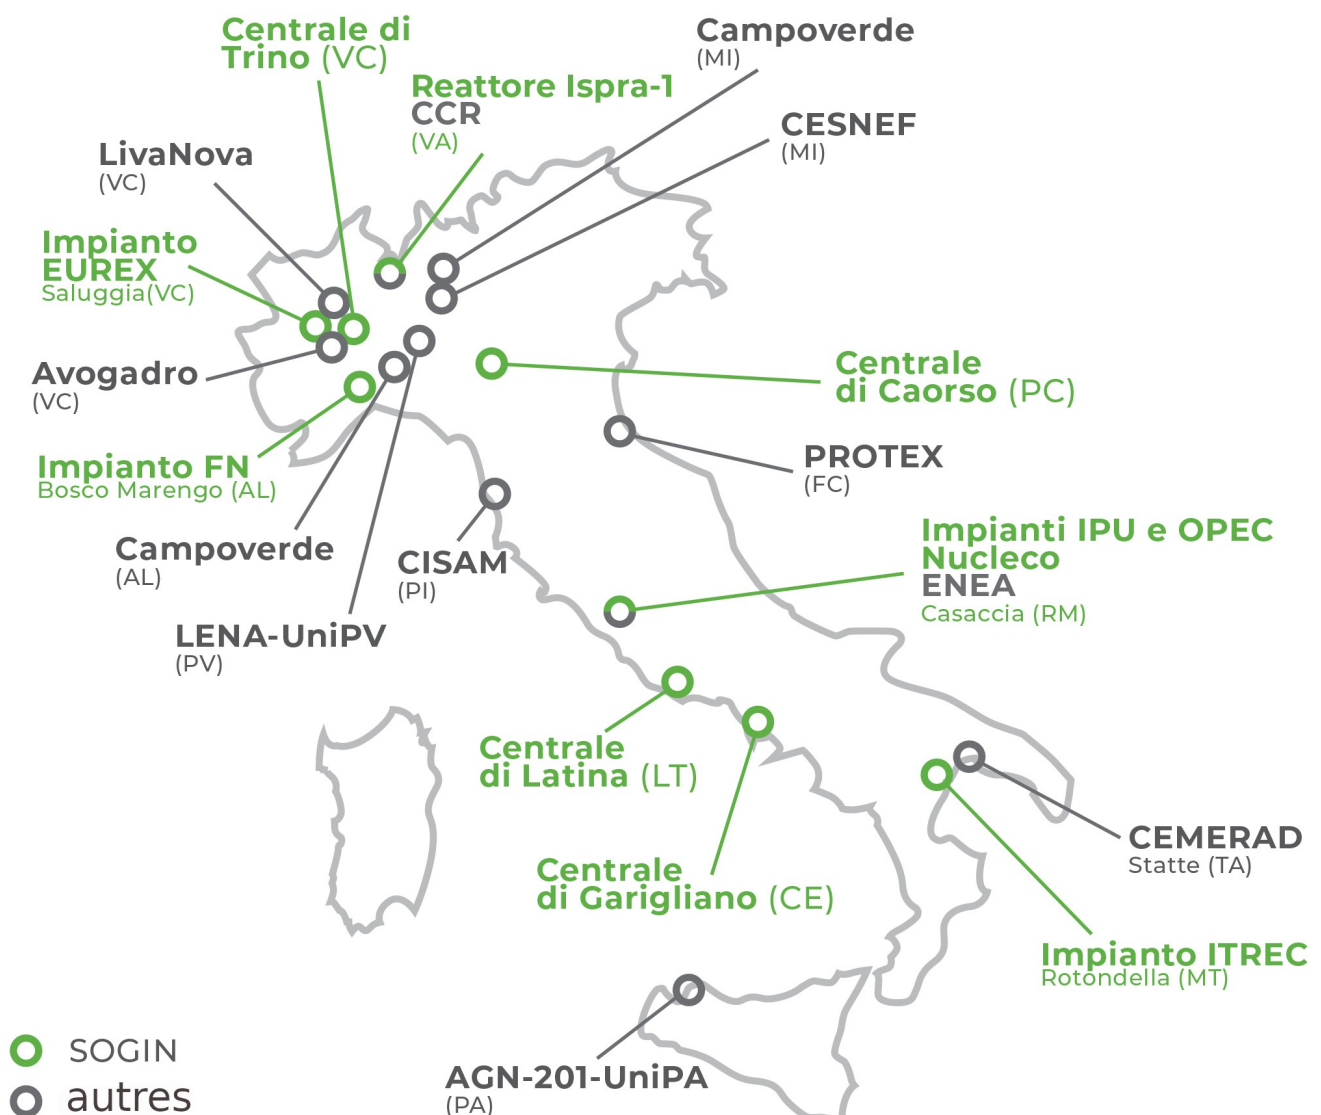 Centrale di
Trino (VC)
Campoverde
(MI)
Reattore Ispra-1
CCR
(VA)
CESNEF
(MI)
LivaNova
(VC)
Impianto
EUREX
Saluggia(VC)
Avogadro
(VC)
Centrale
di Caorso (PC)
PROTEX
(FC)
Impianto FN
Bosco Marengo (AL)
Campoverde
(AL)
CISAM
(PI)
Impianti IPU e OPEC
Nucleco
ENEA
Casaccia (RM)
LENA-UniPV
(PV)
Centrale
di Latina (LT)
CEMERAD
Statte (TA)
Centrale
di Garigliano (CE)
Impianto ITREC
Rotondella (MT)
AGN-201-UniPA
(PA)
SOGIN
autres